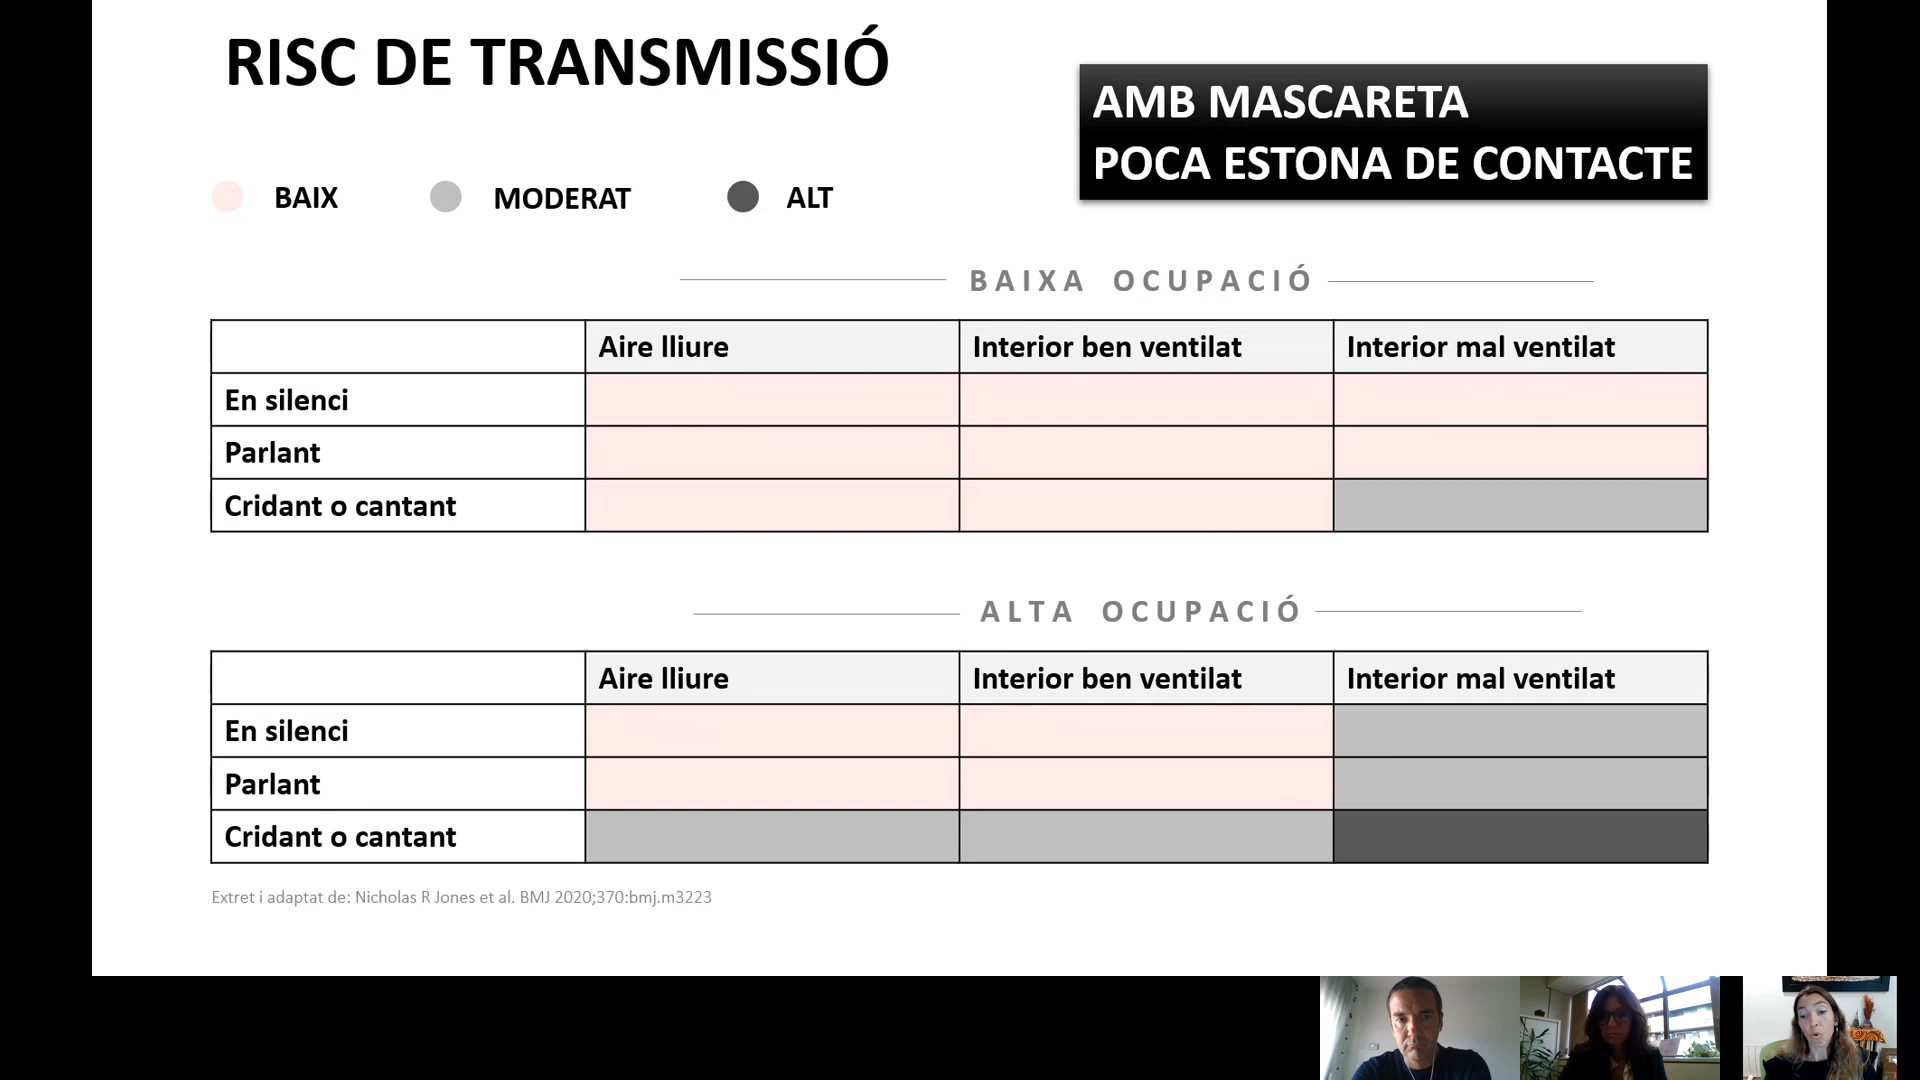 RISC DE TRANSMISSIÓ
AMB MASCARETA
POCA ESTONA DE CONTACTE
BAIX MODERAT ALT
BAIXA OCUPACIÓ
Aire lliure Interior ben ventilat Interior mal ventilat
En silenci
Parlant
Cridant o cantant
ALTA OCUPACIÓ
Aire lliure Interior ben ventilat Interior mal ventilat
En silenci
Parlant
Cridant o cantant
Extret i adaptat de: Nicholas R Jones et al. BMJ 2020;370:bmj.m3223